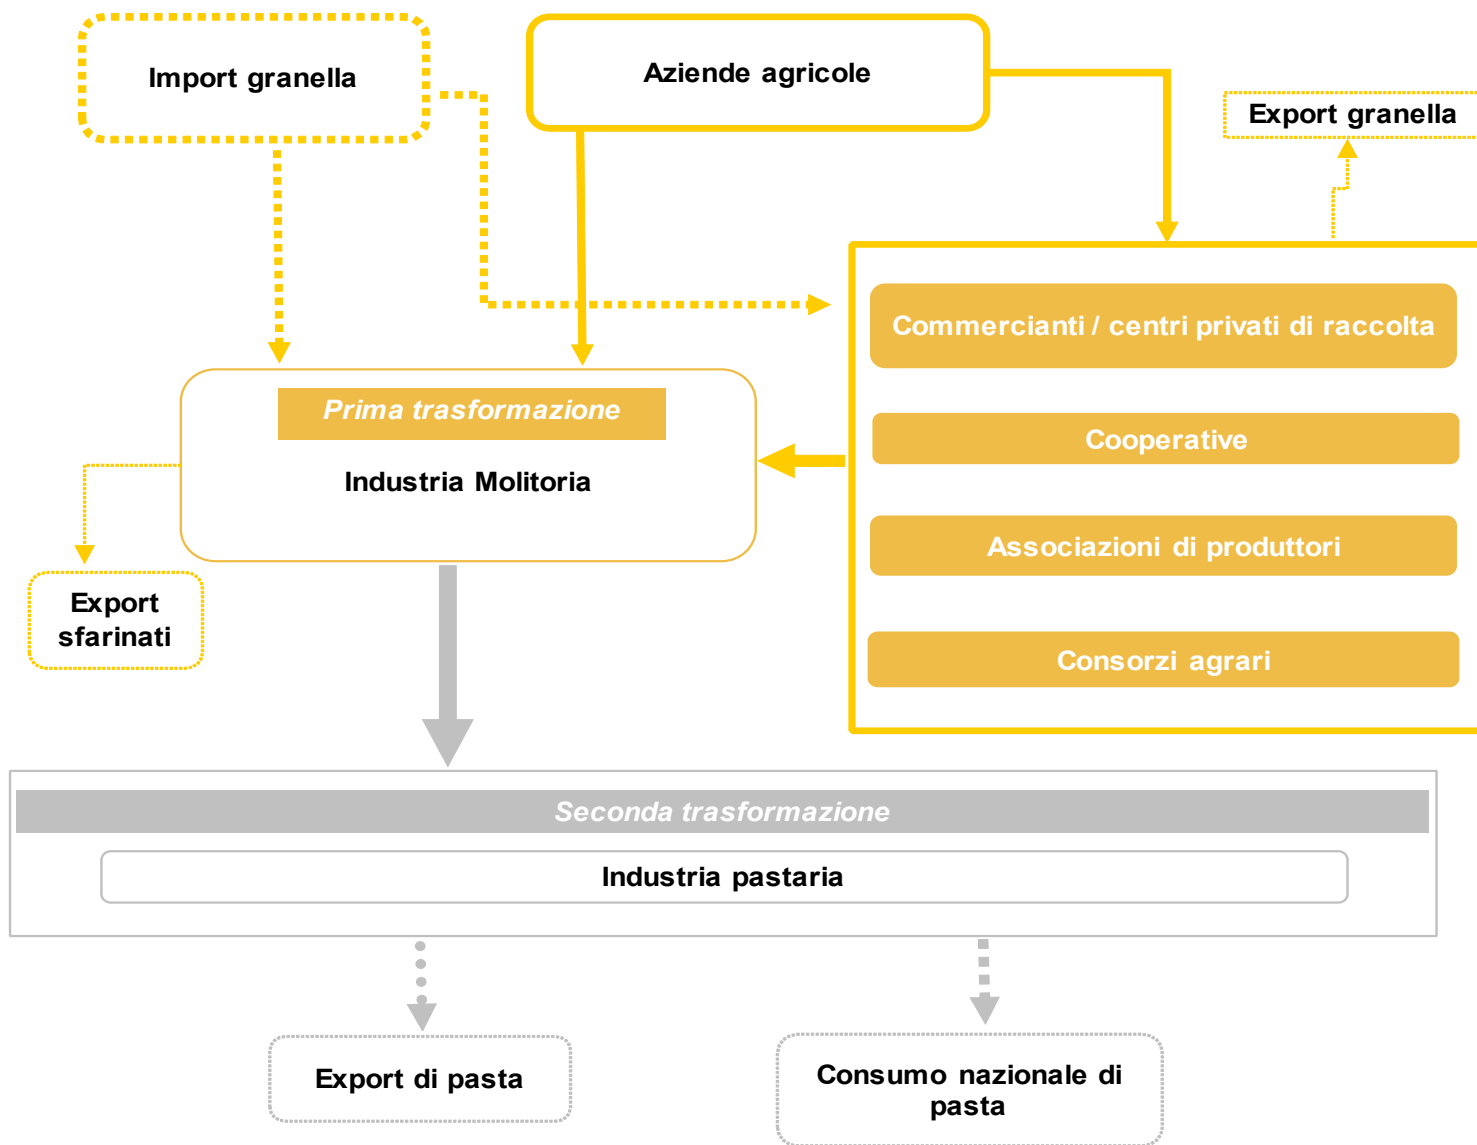 Import granella
Aziende agricole
Export granella
Commercianti / centri privati di raccolta
Prima trasformazione
Cooperative
Industria Molitoria
Associazioni di produttori
Export
sfarinati
Consorzi agrari
Seconda trasformazione
Industria pastaria
Export di pasta
Consumo nazionale di
pasta